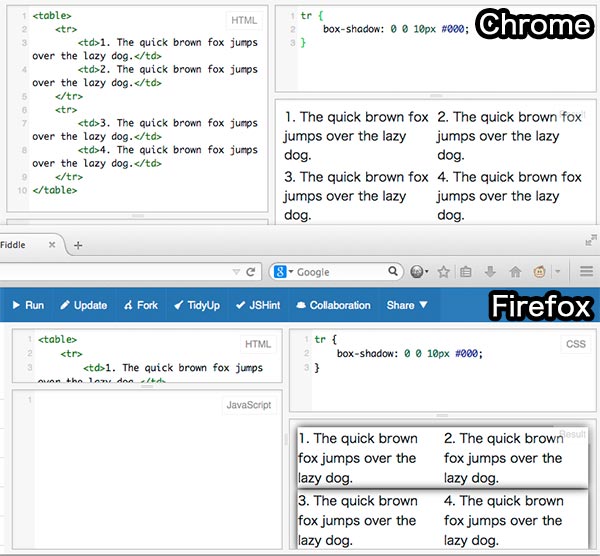 Chrome
HTML
1 <table>
2 <tr>
3 <td>1. The quick brown fox jumps
over the lazy dog.</td>
4 <td>2. The quick brown fox jumps
over the lazy dog.</td>
5 </tr>
6 <tr>
7 <td>3. The quick brown fox jumps
over the lazy dog.</td>
8 <td>4. The quick brown fox jumps
over the lazy dog.</td>
9 </tr>
10 </table>
1 tr {
2 box-shadow: 0 0 10px #000;
3 }
Result
1. The quick brown fox
jumps over the lazy
dog.
2. The quick brown fox
jumps over the lazy
dog.
3. The quick brown fox
jumps over the lazy
4. The quick brown fox
jumps over the lazy
Fiddle
Google
Run Update Fork TidyUp JSHint Collaboration Share
Firefox
HTML
1 <table>
2 <tr>
3 <td>1. The quick brown fox jumps
over the lazy dog.</td>
CSS
1 tr {
2 box-shadow: 0 0 10px #000;
3 }
JavaScript
1
Result
1. The quick brown
fox jumps over the
lazy dog.
2. The quick brown
fox jumps over the
lazy dog.
3. The quick brown
fox jumps over the
lazy dog.
4. The quick brown
fox jumps over the
lazy dog.